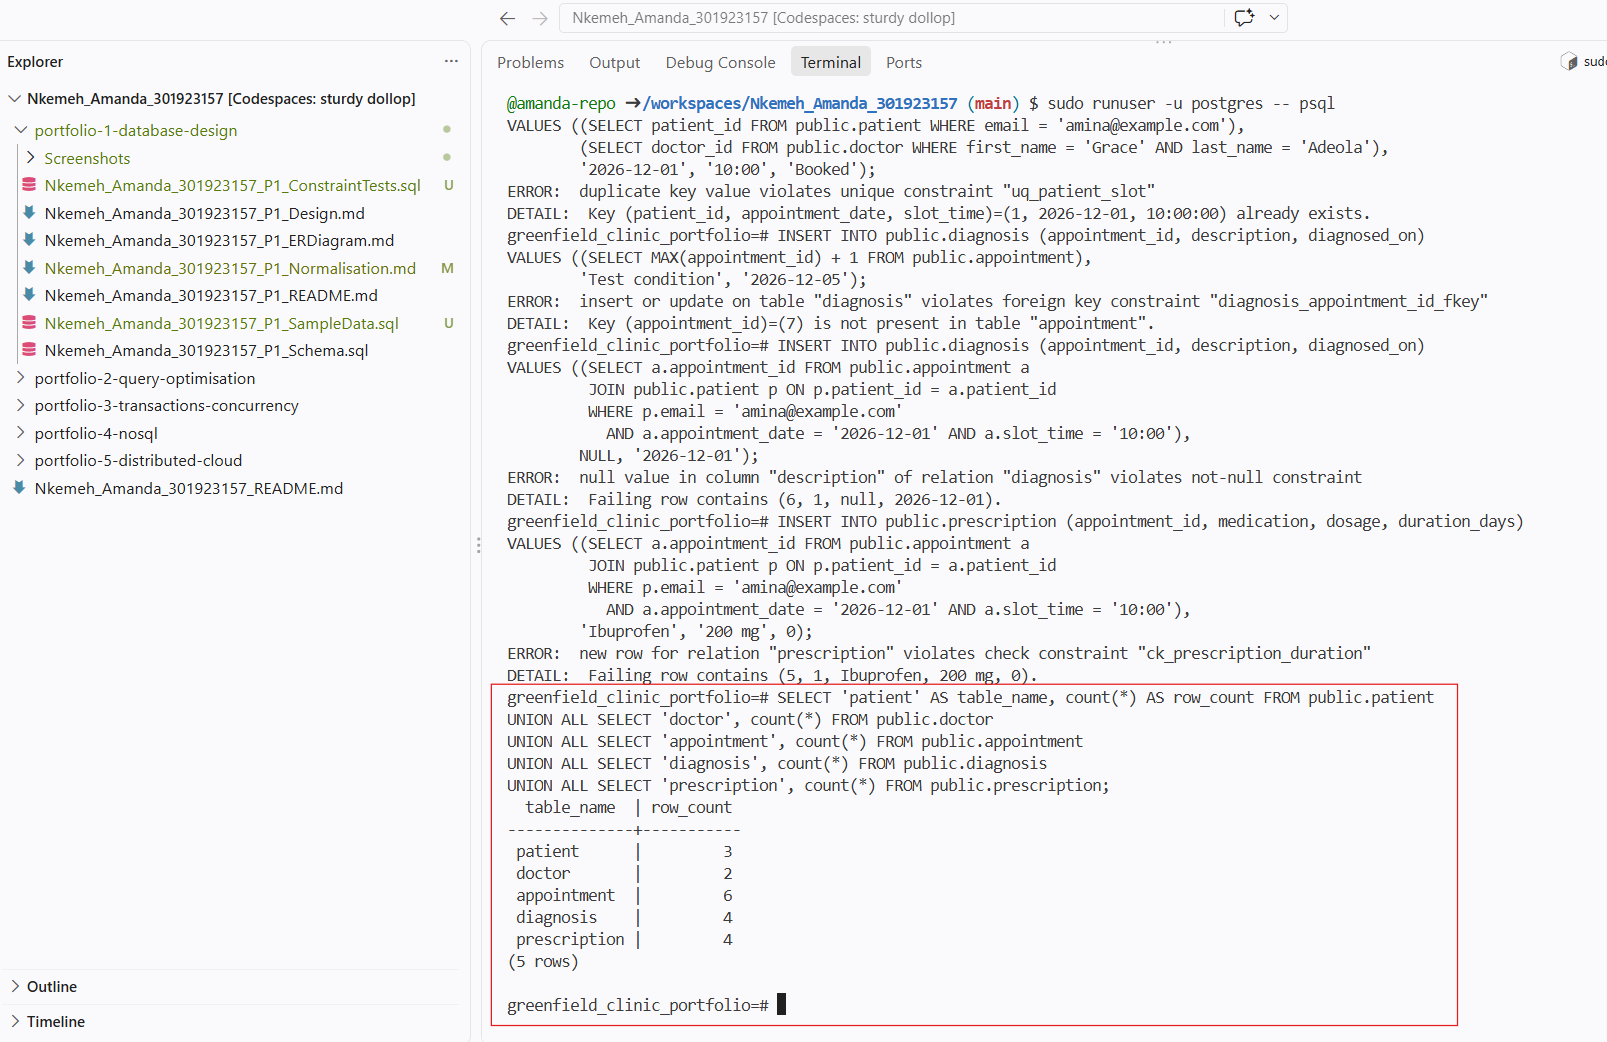 Nkemeh_Amanda_301923157 [Codespaces: sturdy dollop]
Explorer
Nkemeh_Amanda_301923157 [Codespaces: sturdy dollop]
portfolio-1-database-design
Screenshots
Nkemeh_Amanda_301923157_P1_ConstraintTests.sql U
Nkemeh_Amanda_301923157_P1_Design.md
Nkemeh_Amanda_301923157_P1_ERDiagram.md
Nkemeh_Amanda_301923157_P1_Normalisation.md M
Nkemeh_Amanda_301923157_P1_README.md
Nkemeh_Amanda_301923157_P1_SampleData.sql U
Nkemeh_Amanda_301923157_P1_Schema.sql
portfolio-2-query-optimisation
portfolio-3-transactions-concurrency
portfolio-4-nosql
portfolio-5-distributed-cloud
Nkemeh_Amanda_301923157_README.md
Outline
Timeline
Problems Output Debug Console Terminal Ports
@amanda-repo ➜/workspaces/Nkemeh_Amanda_301923157 (main) $ sudo runuser -u postgres -- psql
VALUES ((SELECT patient_id FROM public.patient WHERE email = 'amina@example.com'),
        (SELECT doctor_id FROM public.doctor WHERE first_name = 'Grace' AND last_name = 'Adeola'),
        '2026-12-01', '10:00', 'Booked');
ERROR:  duplicate key value violates unique constraint "uq_patient_slot"
DETAIL:  Key (patient_id, appointment_date, slot_time)=(1, 2026-12-01, 10:00:00) already exists.
greenfield_clinic_portfolio=# INSERT INTO public.diagnosis (appointment_id, description, diagnosed_on)
VALUES ((SELECT MAX(appointment_id) + 1 FROM public.appointment),
        'Test condition', '2026-12-05');
ERROR:  insert or update on table "diagnosis" violates foreign key constraint "diagnosis_appointment_id_fkey"
DETAIL:  Key (appointment_id)=(7) is not present in table "appointment".
greenfield_clinic_portfolio=# INSERT INTO public.diagnosis (appointment_id, description, diagnosed_on)
VALUES ((SELECT a.appointment_id FROM public.appointment a
         JOIN public.patient p ON p.patient_id = a.patient_id
         WHERE p.email = 'amina@example.com'
           AND a.appointment_date = '2026-12-01' AND a.slot_time = '10:00'),
        NULL, '2026-12-01');
ERROR:  null value in column "description" of relation "diagnosis" violates not-null constraint
DETAIL:  Failing row contains (6, 1, null, 2026-12-01).
greenfield_clinic_portfolio=# INSERT INTO public.prescription (appointment_id, medication, dosage, duration_days)
VALUES ((SELECT a.appointment_id FROM public.appointment a
         JOIN public.patient p ON p.patient_id = a.patient_id
         WHERE p.email = 'amina@example.com'
           AND a.appointment_date = '2026-12-01' AND a.slot_time = '10:00'),
        'Ibuprofen', '200 mg', 0);
ERROR:  new row for relation "prescription" violates check constraint "ck_prescription_duration"
DETAIL:  Failing row contains (5, 1, Ibuprofen, 200 mg, 0).
greenfield_clinic_portfolio=# SELECT 'patient' AS table_name, count(*) AS row_count FROM public.patient
UNION ALL SELECT 'doctor', count(*) FROM public.doctor
UNION ALL SELECT 'appointment', count(*) FROM public.appointment
UNION ALL SELECT 'diagnosis', count(*) FROM public.diagnosis
UNION ALL SELECT 'prescription', count(*) FROM public.prescription;
  table_name  | row_count
--------------+-----------
 patient      |         3
 doctor       |         2
 appointment  |         6
 diagnosis    |         4
 prescription |         4
(5 rows)
greenfield_clinic_portfolio=#